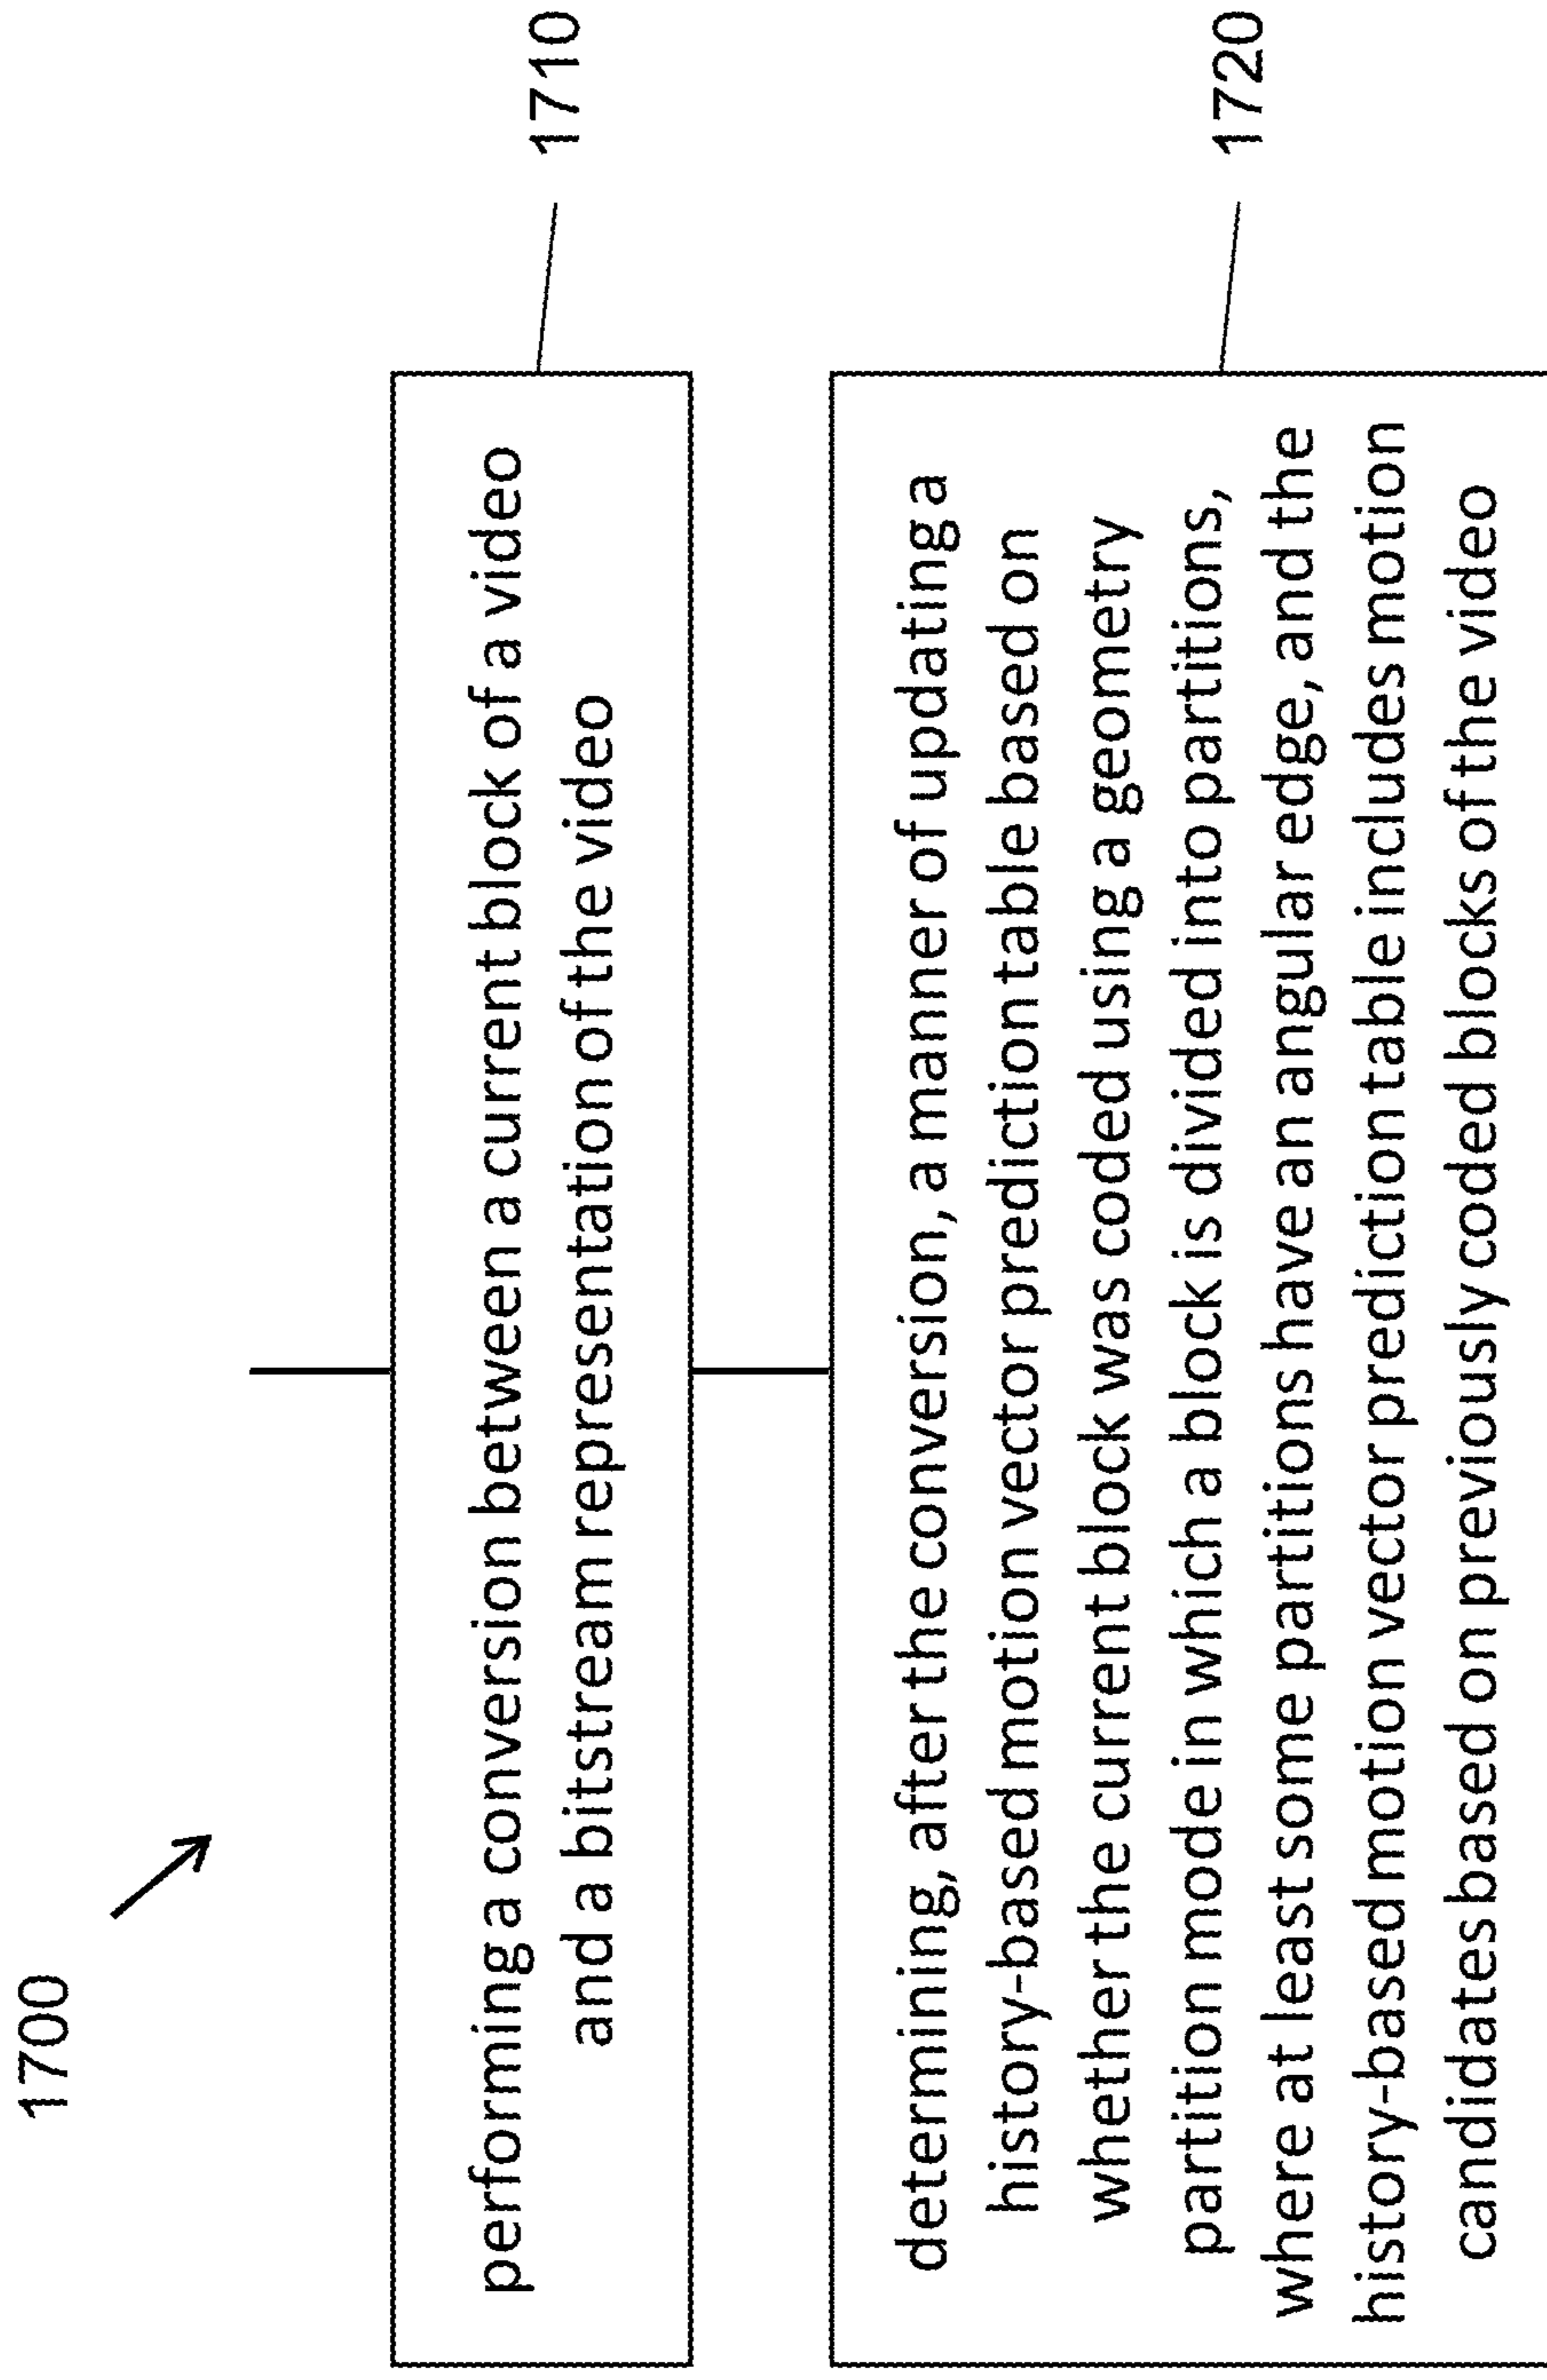 1700
performing a conversion between a current block of a video
and a bitstream representation of the video
1710
determining, after the conversion, a manner of updating a
history-based motion vector prediction table based on
whether the current block was coded using a geometry
partition mode in which a block is divided into partitions,
where at least some partitions have an angular edge, and the
history-based motion vector prediction table includes motion
candidates based on previously coded blocks of the video
1720